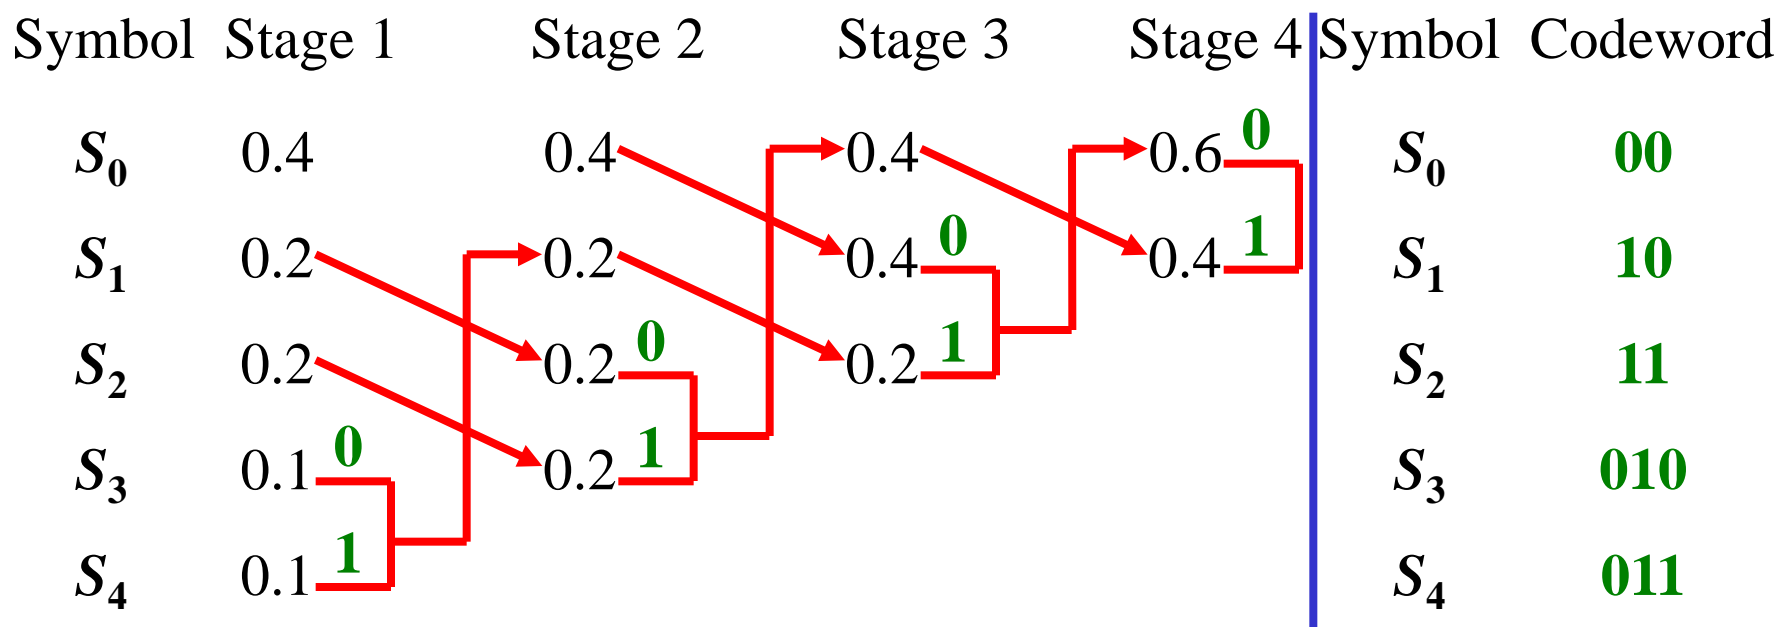 Symbol Stage 1 Stage 2 Stage 3 Stage 4 Symbol Codeword
S0 0.4 0.4 0.4 0.6 0 S0 00
S1 0.2 0.2 0.4 0 0.4 1 S1 10
S2 0.2 0.2 0 0.2 1 S2 11
S3 0.1 0 0.2 1 S3 010
S4 0.1 1 S4 011